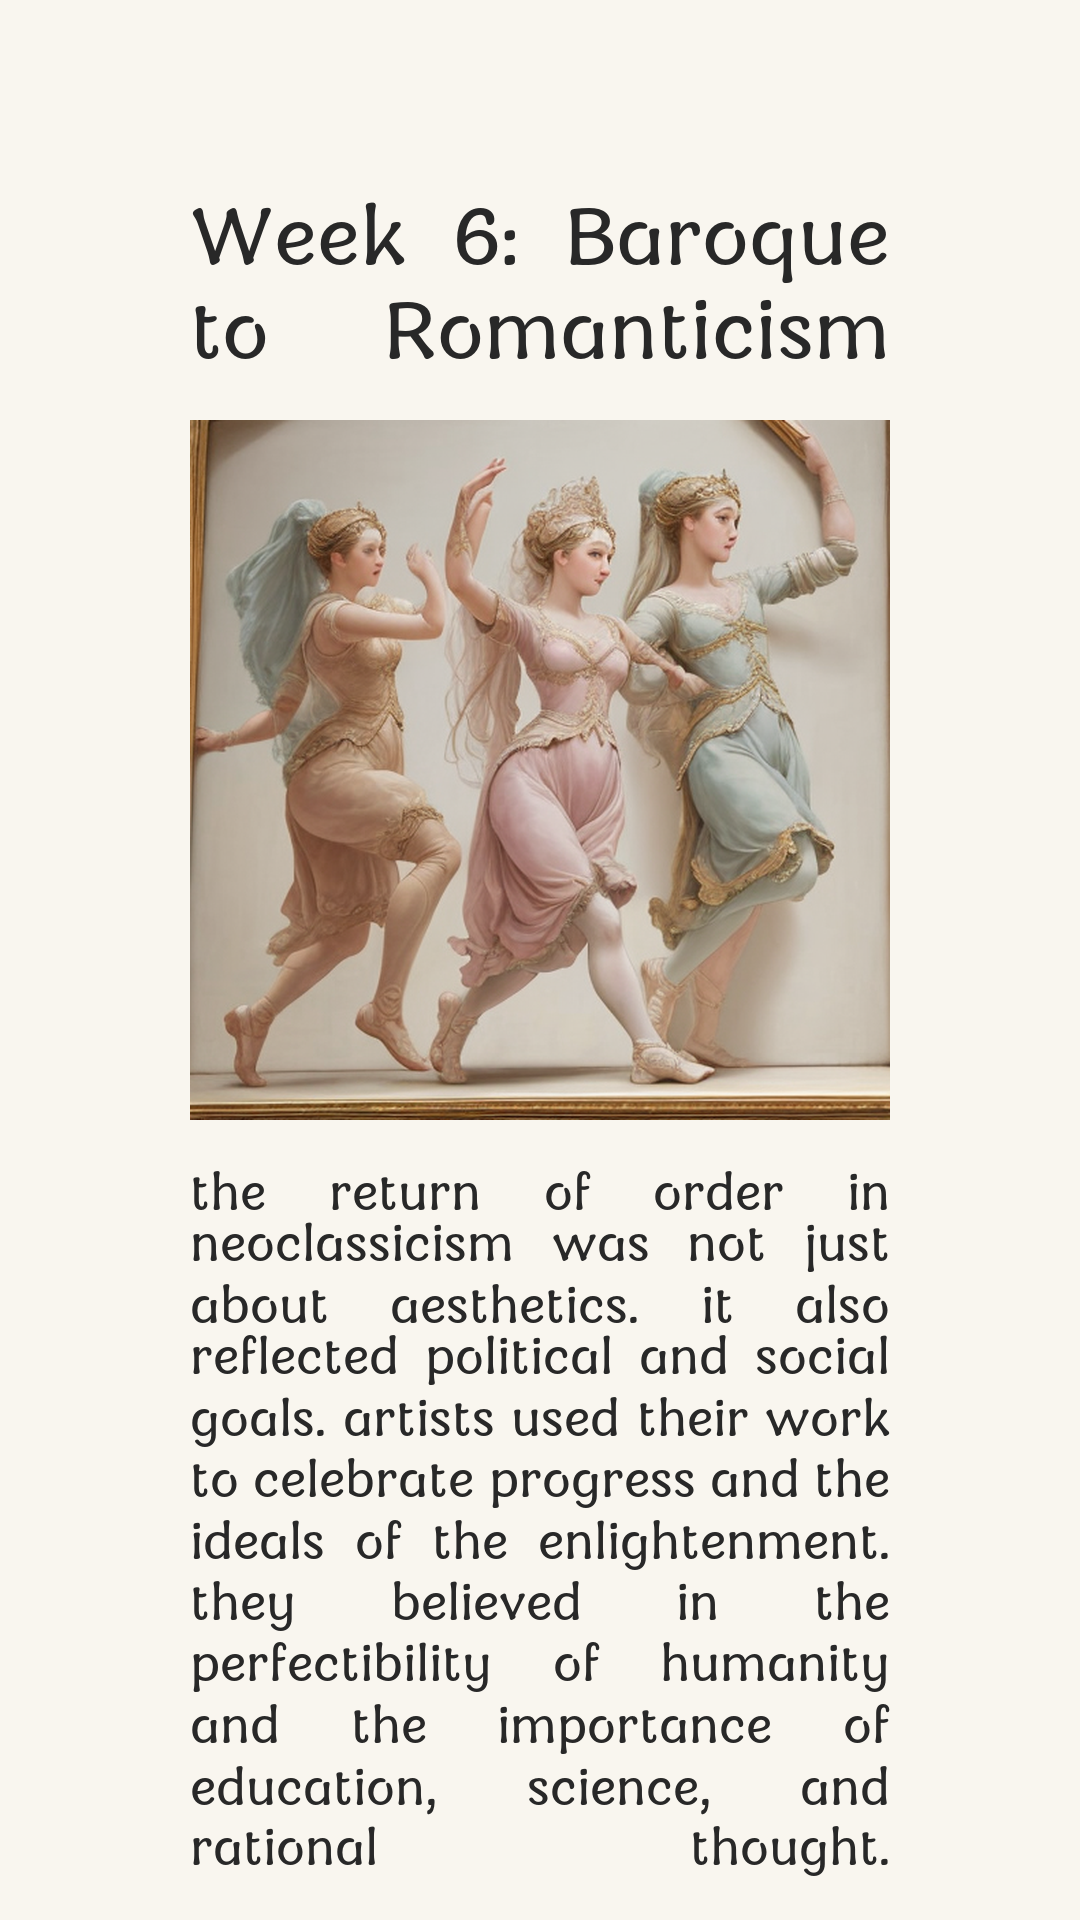 Week 6: Baroque
to Romanticism
the return of order in
neoclassicism was not just
about aesthetics. it also
reflected political and social
goals. artists used their work
to celebrate progress and the
ideals of the enlightenment.
they believed in the
perfectibility of humanity
and the importance of
education, science, and
rational thought.